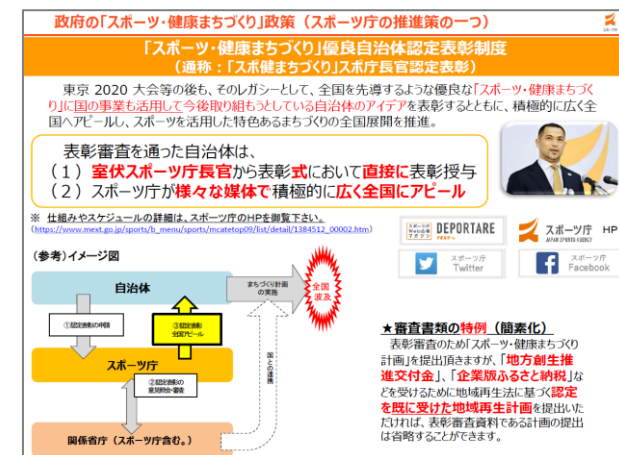 政府の「スポーツ・健康まちづくり」政策（スポーツ庁の推進策の一つ）
「スポーツ・健康まちづくり」優良自治体認定表彰制度
（通称：「スポ健まちづくり」スポ庁長官認定表彰）
東京 2020 大会等の後も、そのレガシーとして、全国を先導するような優良な「スポーツ・健康まちづく
り」に国の事業も活用して今後取り組もうとしている自治体のアイデアを表彰するとともに、積極的に広く全
国へアピールし、スポーツを活用した特色あるまちづくりの全国展開を推進。
表彰審査を通った自治体は、
（１）室伏スポーツ庁長官から表彰式において直接に表彰授与
（２）スポーツ庁が様々な媒体で積極的に広く全国にアピール
※ 仕組みやスケジュールの詳細は、スポーツ庁のHPを御覧下さい。
（https://www.mext.go.jp/sports/b_menu/sports/mcatetop09/list/detail/1384512_00002.htm）
スポーツ庁
Web広報
マガジン
DEPORTARE
スポーツ庁 HP
JAPAN SPORTS AGENCY
スポーツ庁
Twitter
スポーツ庁
Facebook
（参考）イメージ図
自治体
まちづくり計画
の実施
全国
波及
①認定表彰の申請
③認定表彰
全国アピール
スポーツ庁
②認定表彰の
意見照会・審査
国との連携
関係省庁（スポーツ庁含む。）
★審査書類の特例（簡素化）
表彰審査のため「スポーツ・健康まちづくり
計画」を提出頂きますが、「地方創生推
進交付金」、「企業版ふるさと納税」な
どを受けるために地域再生法に基づく認定
を既に受けた地域再生計画を提出いた
だければ、表彰審査資料である計画の提出
は省略することができます。